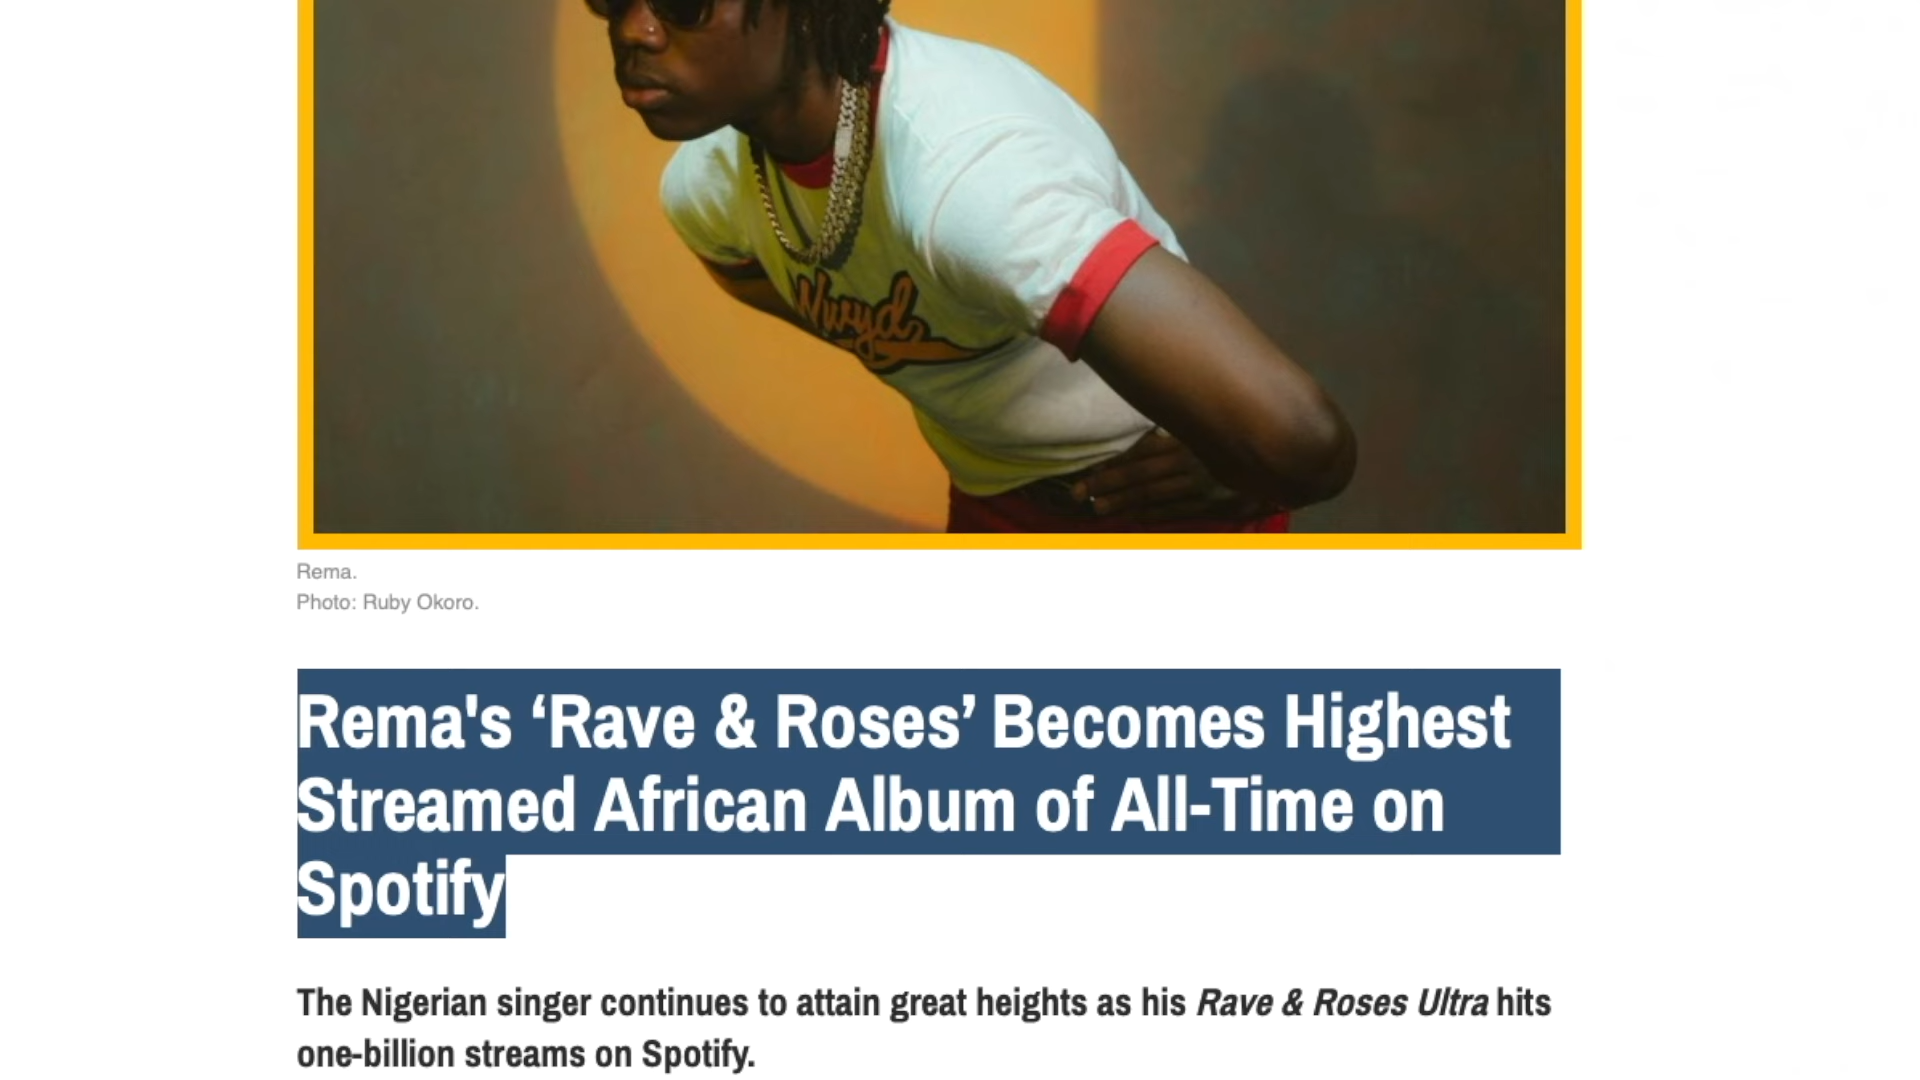 Nwyd
Rema.
Photo: Ruby Okoro.
Rema's ‘Rave & Roses’ Becomes Highest
Streamed African Album of All-Time on
Spotify
The Nigerian singer continues to attain great heights as his Rave & Roses Ultra hits
one-billion streams on Spotify.